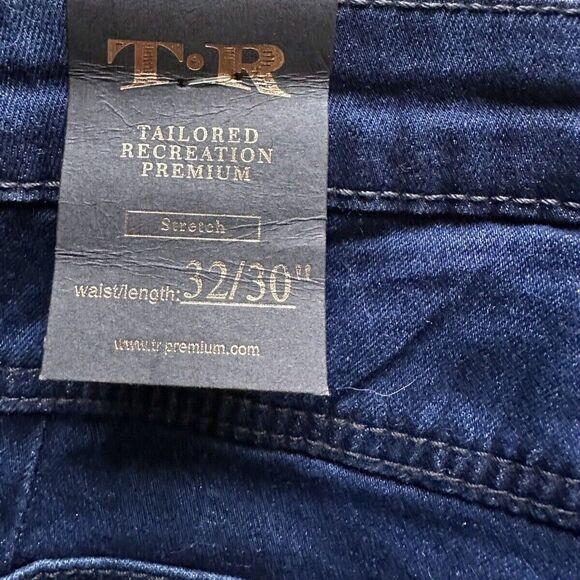 T·R
TAILORED
RECREATION
PREMIUM
Stretch
waist/length: 32/30"
www.tr-premium.com